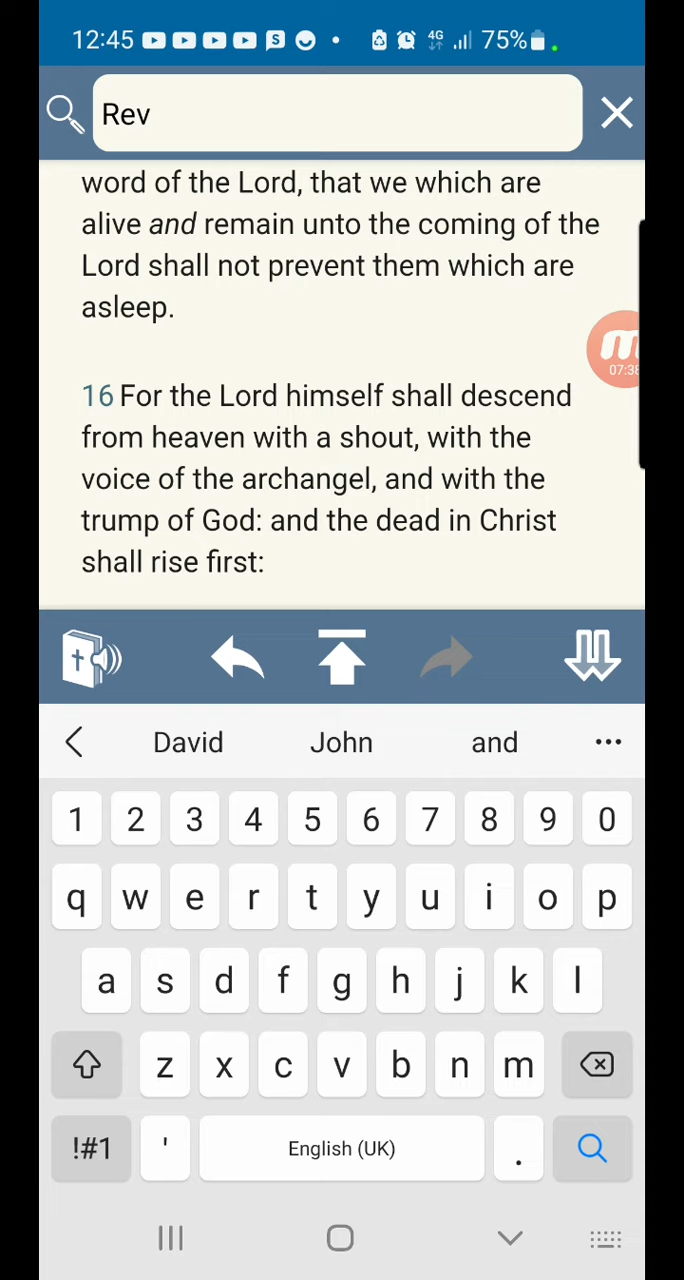 12:45 S 4G 75%
Rev
word of the Lord, that we which are
alive and remain unto the coming of the
Lord shall not prevent them which are
asleep.
07:38
16 For the Lord himself shall descend
from heaven with a shout, with the
voice of the archangel, and with the
trump of God: and the dead in Christ
shall rise first:
David John and
1 2 3 4 5 6 7 8 9 0
q w e r t y u i o p
a s d f g h j k l
z x c v b n m
!#1 ' English (UK) .